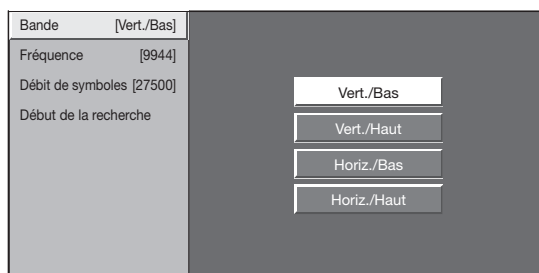 Bande [Vert./Bas]
Fréquence [9944]
Débit de symboles [27500]
Début de la recherche
Vert./Bas
Vert./Haut
Horiz./Bas
Horiz./Haut